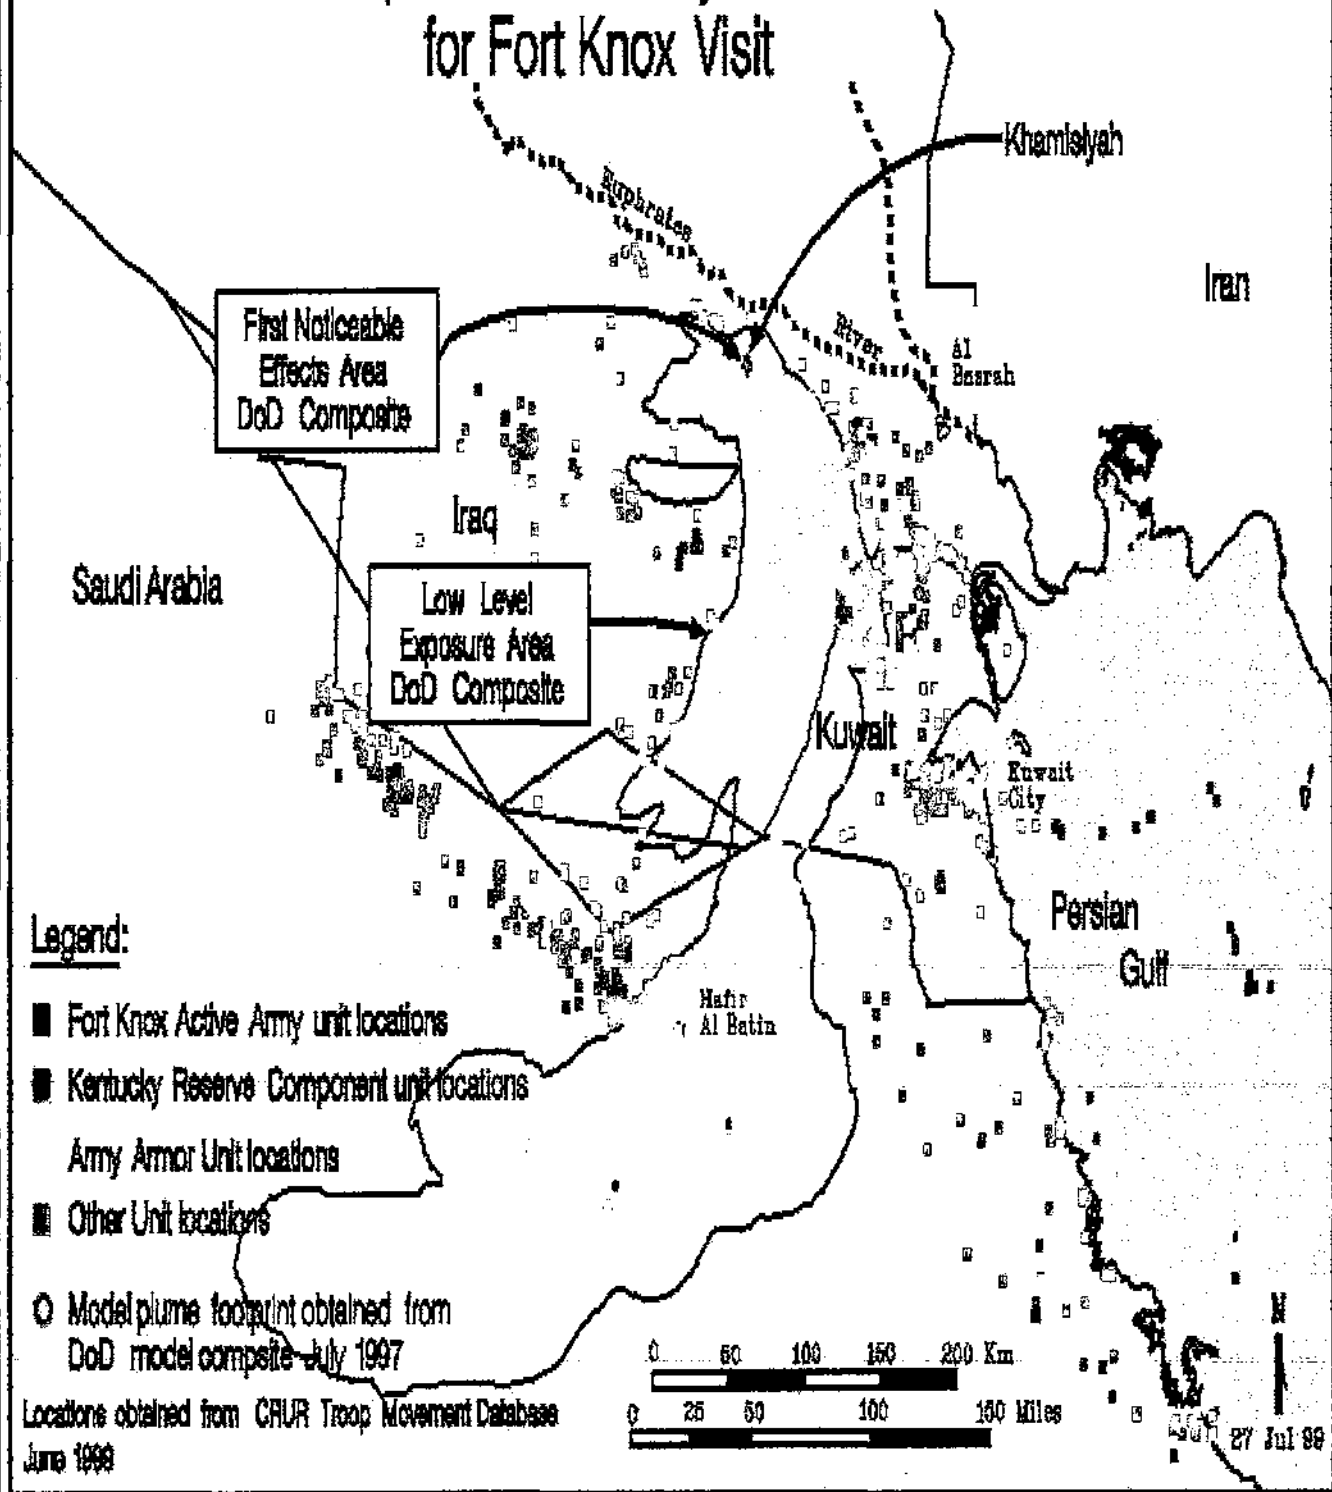 for Fort Knox Visit
Khamisiyah
Euphrates
Iran
First Noticeable
Effects Area
DoD Composite
River
Al
Basrah
Iraq
Saudi Arabia
Low Level
Exposure Area
DoD Composite
Kuwait
Kuwait
City
Persian
Gulf
Legend:
Hafir
Al Batin
Fort Knox Active Army unit locations
Kentucky Reserve Component unit locations
Army Armor Unit locations
Other Unit locations
Model plume footprint obtained from
DoD model compsite July 1997
0 50 100 150 200 Km
Locations obtained from CRUR Troop Movement Database
June 1999
0 25 50 100 150 Miles
N
27 Jul 99